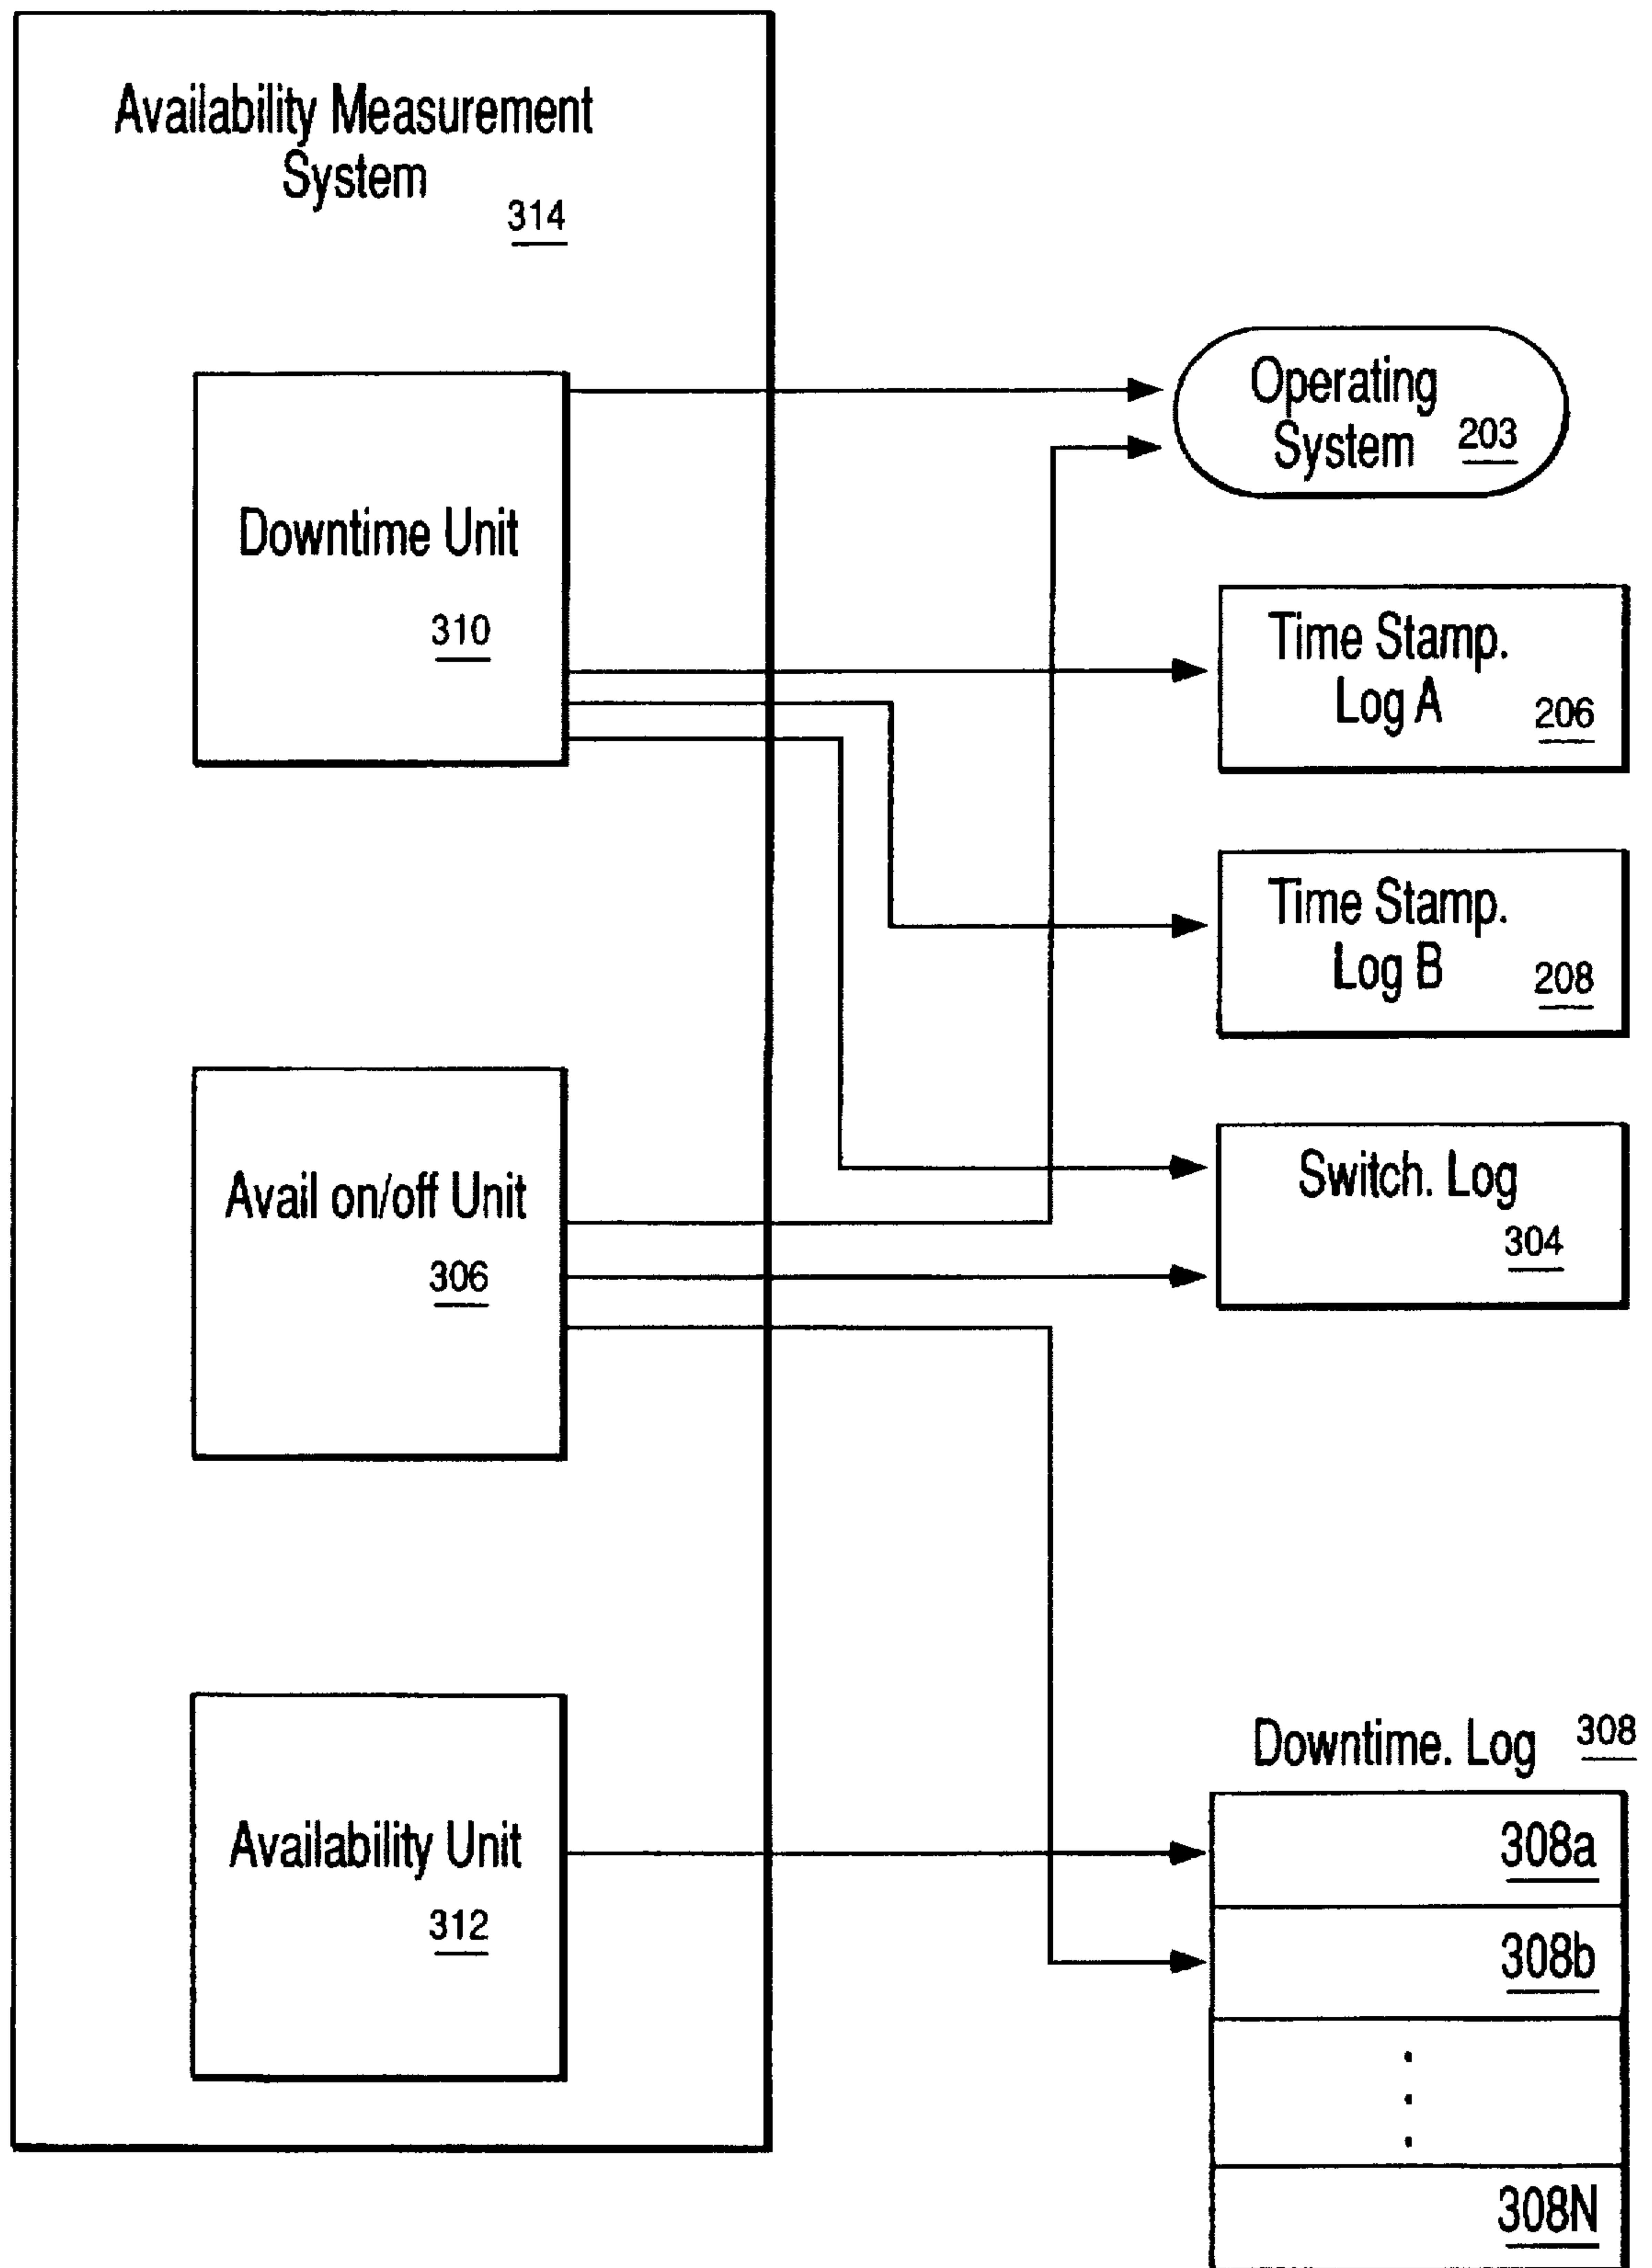 Availability Measurement
System
314
Downtime Unit
310
Avail on/off Unit
306
Availability Unit
312
Operating
System 203
Time Stamp.
Log A 206
Time Stamp.
Log B 208
Switch. Log
304
Downtime. Log 308
308a
308b
308N